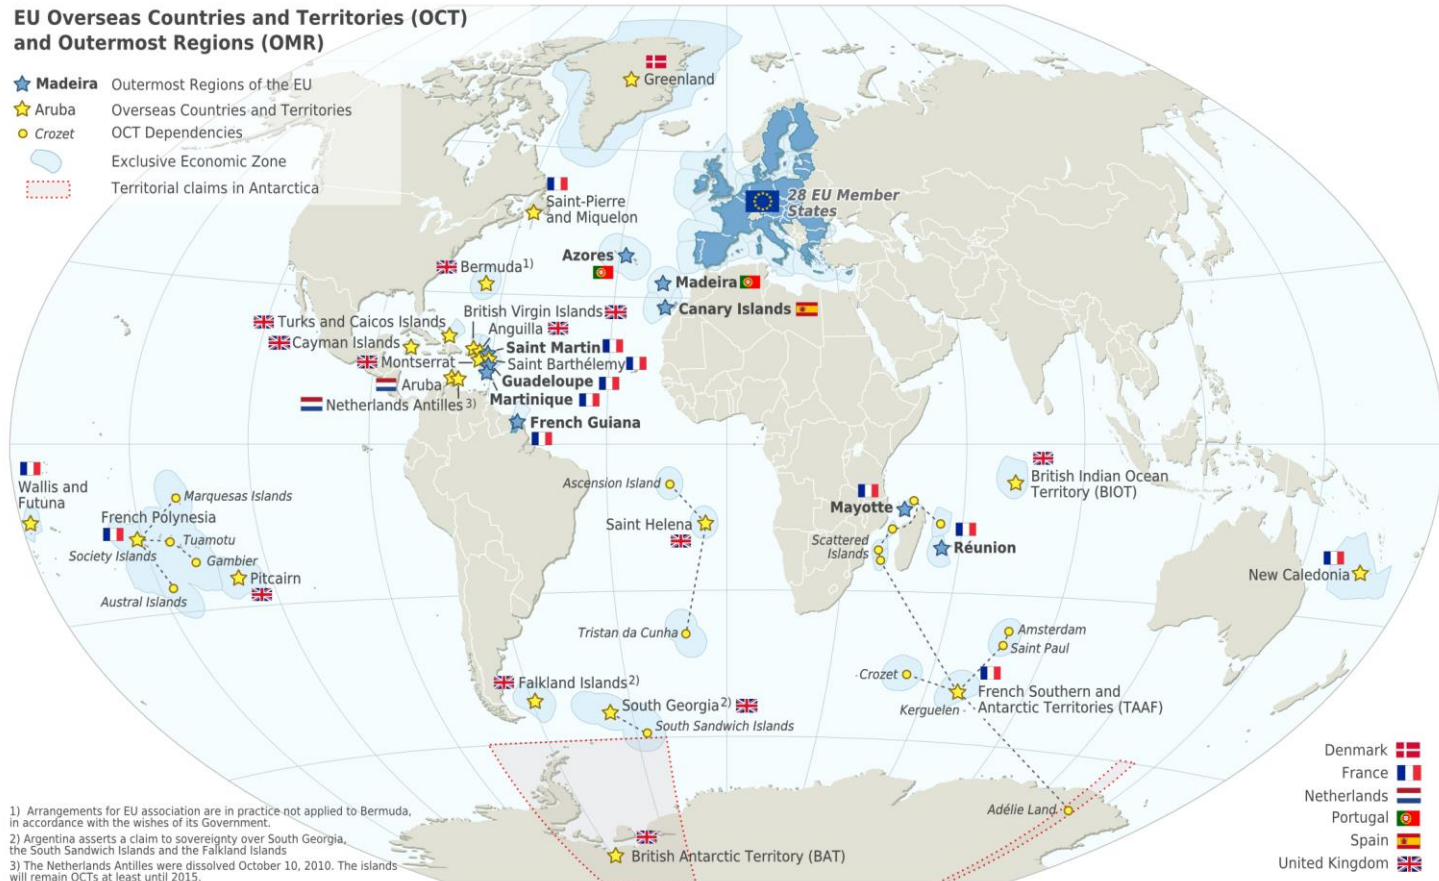 EU Overseas Countries and Territories (OCT)
and Outermost Regions (OMR)
Madeira Outermost Regions of the EU
Aruba Overseas Countries and Territories
Crozet OCT Dependencies
Exclusive Economic Zone
Territorial claims in Antarctica
Greenland
28 EU Member
States
Saint-Pierre
and Miquelon
Azores
Bermuda1)
Madeira
Canary Islands
British Virgin Islands
Turks and Caicos Islands
Anguilla
Cayman Islands
Saint Martin
Montserrat
Saint Barthélemy
Aruba
Guadeloupe
Netherlands Antilles3)
Martinique
French Guiana
Wallis and
Futuna
Marquesas Islands
French Polynesia
Society Islands
Tuamotu
Gambier
Pitcairn
Austral Islands
Ascension Island
Saint Helena
Tristan da Cunha
British Indian Ocean
Territory (BIOT)
Mayotte
Scattered
Islands
Réunion
New Caledonia
Amsterdam
Saint Paul
Crozet
Kerguelen
French Southern and
Antarctic Territories (TAAF)
Falkland Islands2)
South Georgia2)
South Sandwich Islands
Adélie Land
British Antarctic Territory (BAT)
Denmark
France
Netherlands
Portugal
Spain
United Kingdom
1) Arrangements for EU association are in practice not applied to Bermuda,
in accordance with the wishes of its Government.
2) Argentina asserts a claim to sovereignty over South Georgia,
the South Sandwich Islands and the Falkland Islands
3) The Netherlands Antilles were dissolved October 10, 2010. The islands
will remain OCTs at least until 2015.